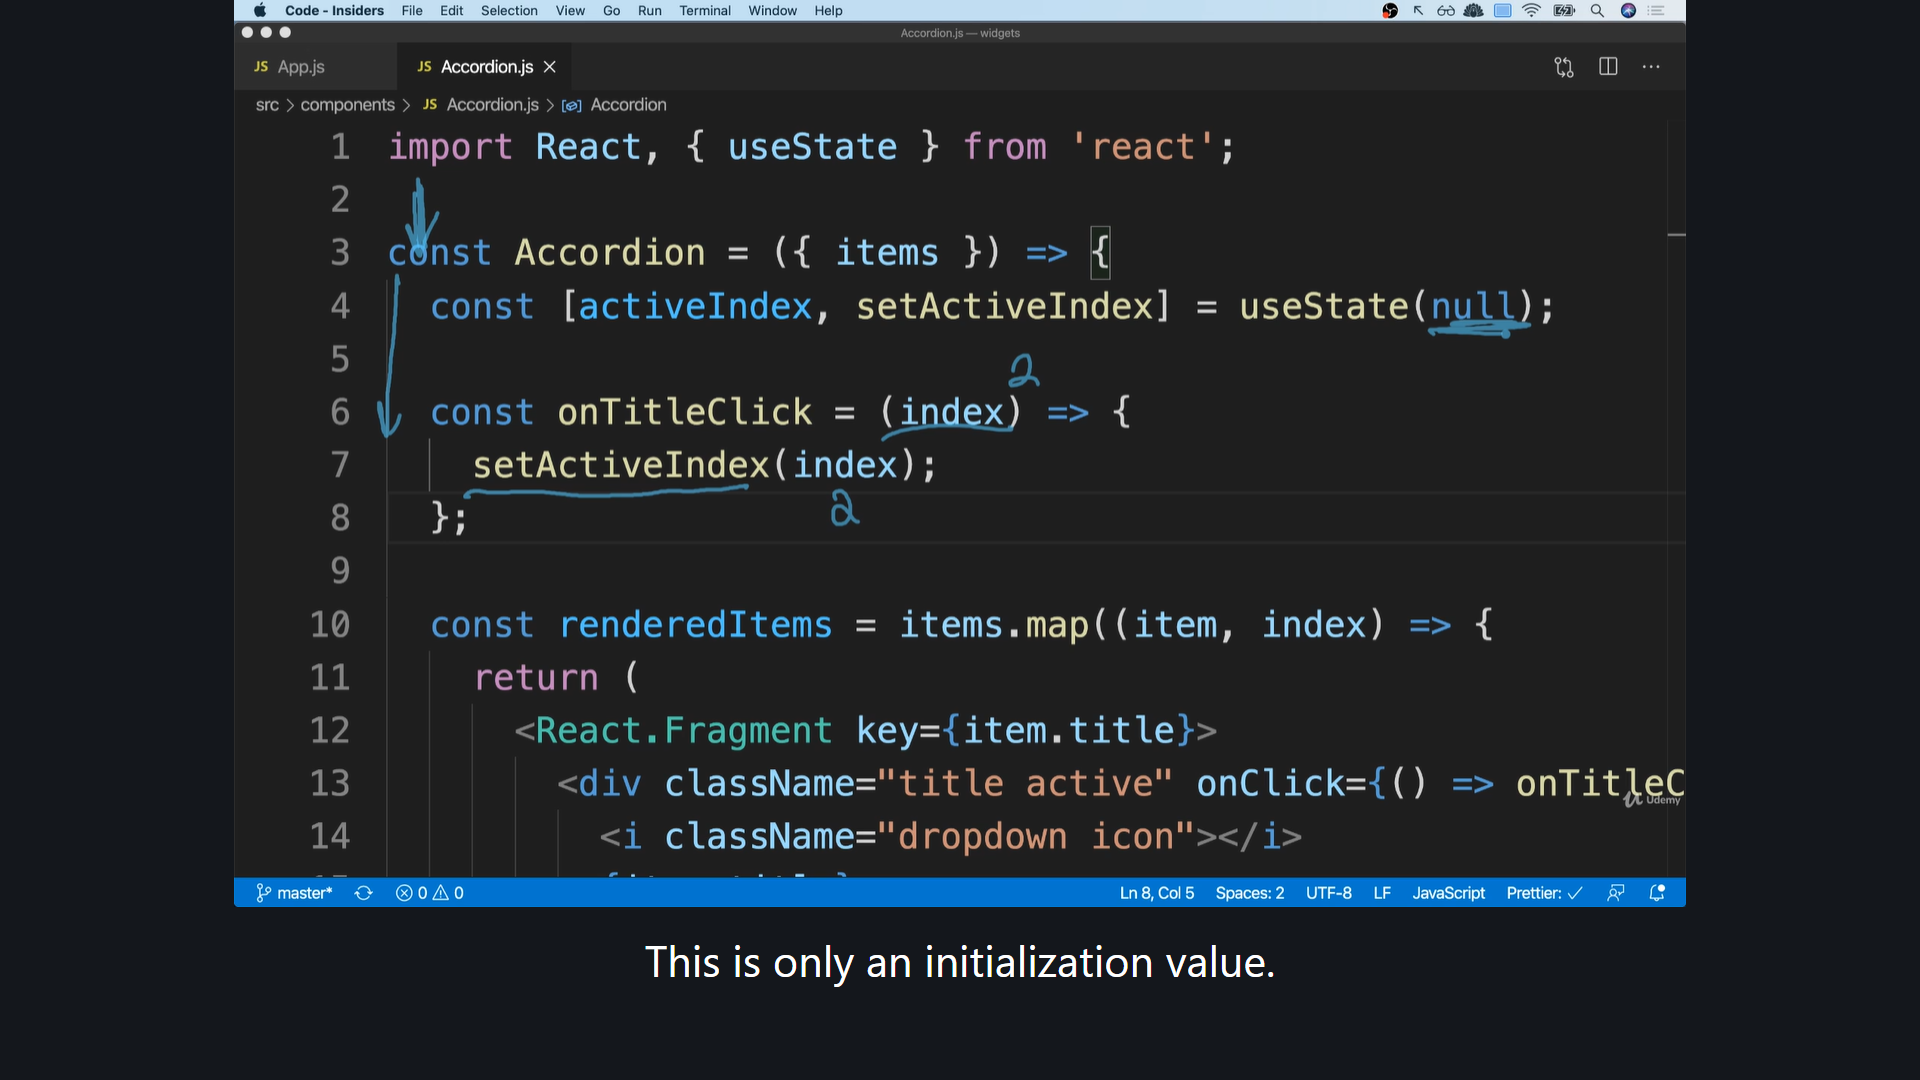 Code - Insiders File Edit Selection View Go Run Terminal Window Help
Accordion.js — widgets
JS App.js JS Accordion.js
src > components > JS Accordion.js > Accordion
1 import React, { useState } from 'react';
2
3 const Accordion = ({ items }) => {
4 const [activeIndex, setActiveIndex] = useState(null);
5
2
6 const onTitleClick = (index) => {
7 setActiveIndex(index);
2
8 };
9
10 const renderedItems = items.map((item, index) => {
11 return (
12 <React.Fragment key={item.title}>
13 <div className="title active" onClick={() => onTitleC
Udemy
14 <i className="dropdown icon"></i>
master* 0 0 Ln 8, Col 5 Spaces: 2 UTF-8 LF JavaScript Prettier: ✓
This is only an initialization value.